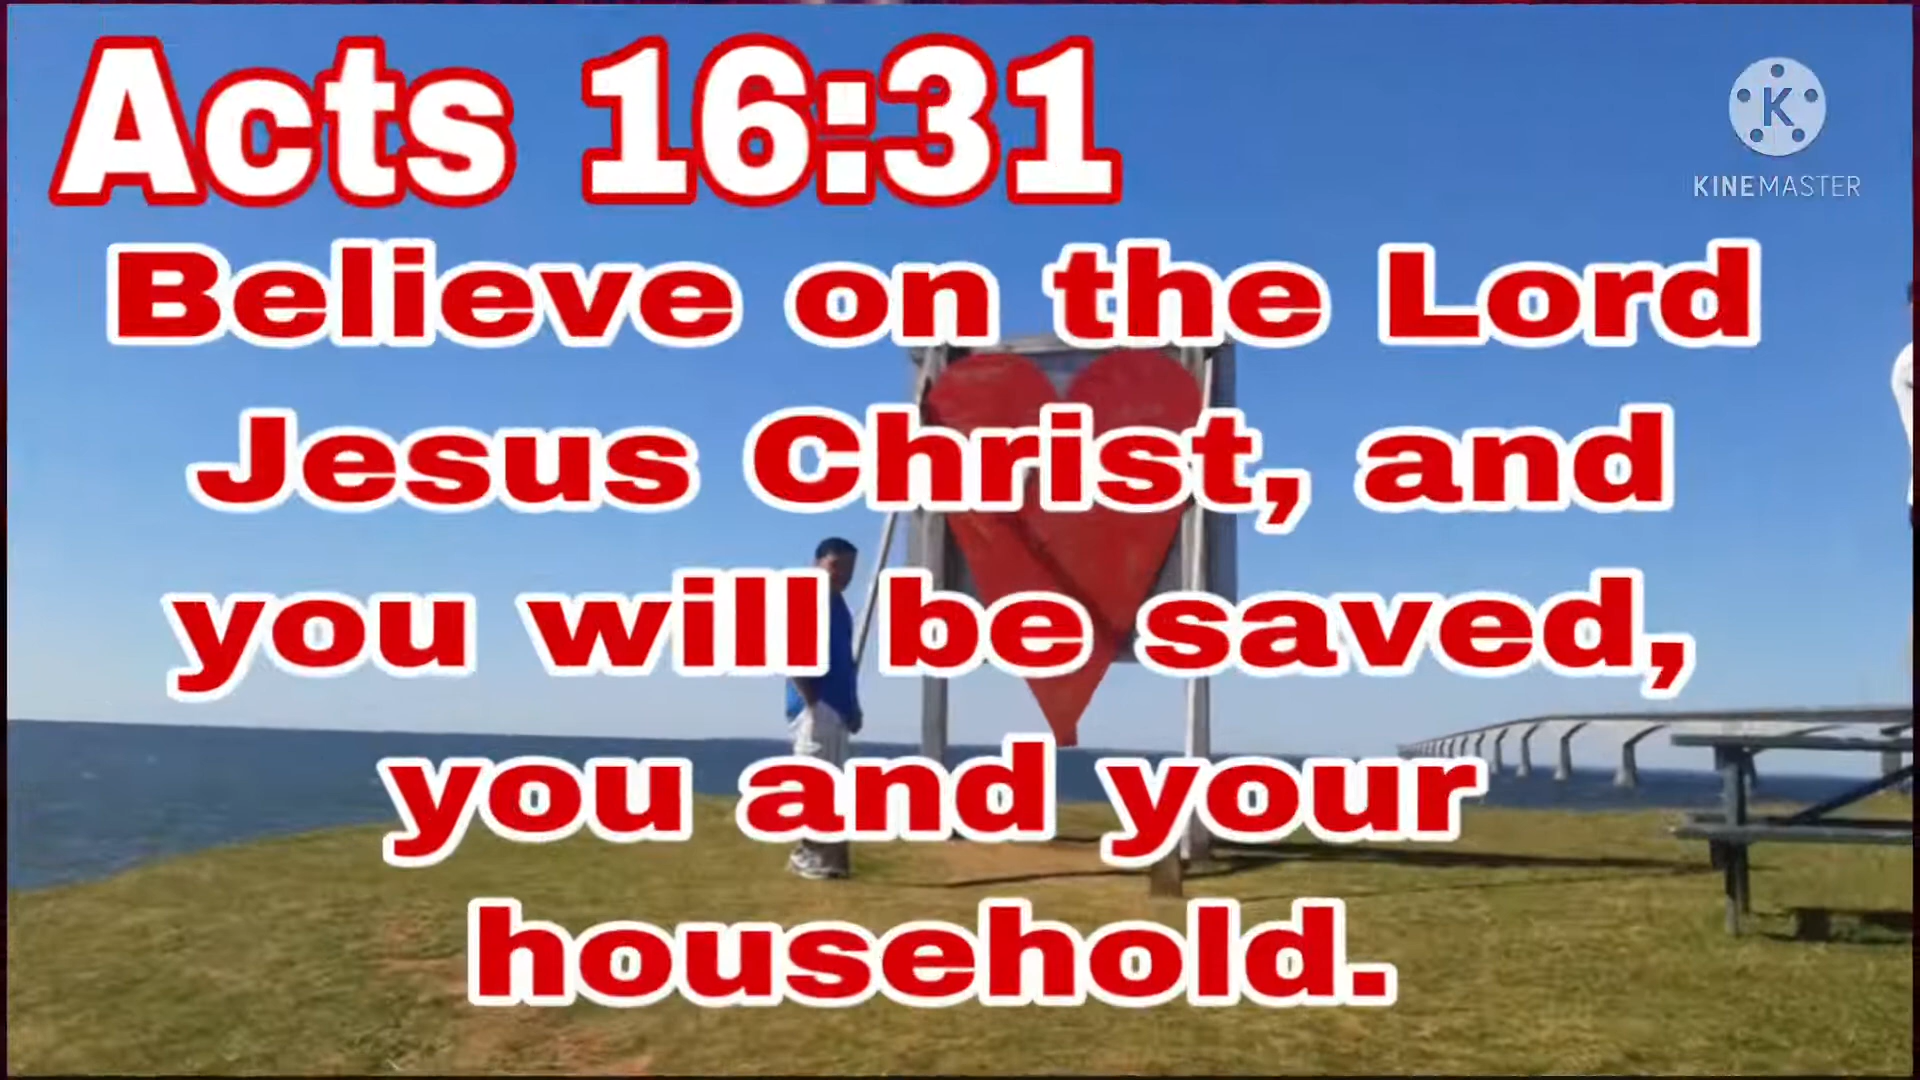 Acts 16:31
K
KINEMASTER
Believe on the Lord
Jesus Christ, and
you will be saved,
you and your
household.